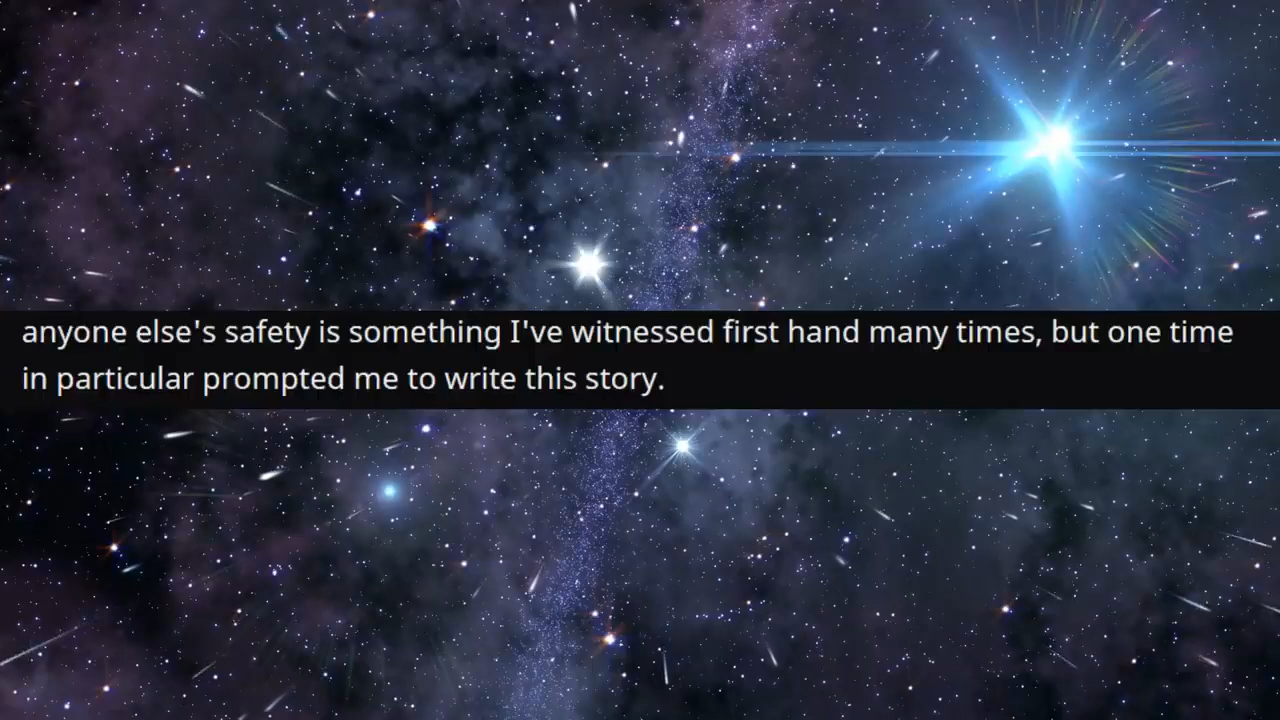 anyone else's safety is something I've witnessed first hand many times, but one time
in particular prompted me to write this story.